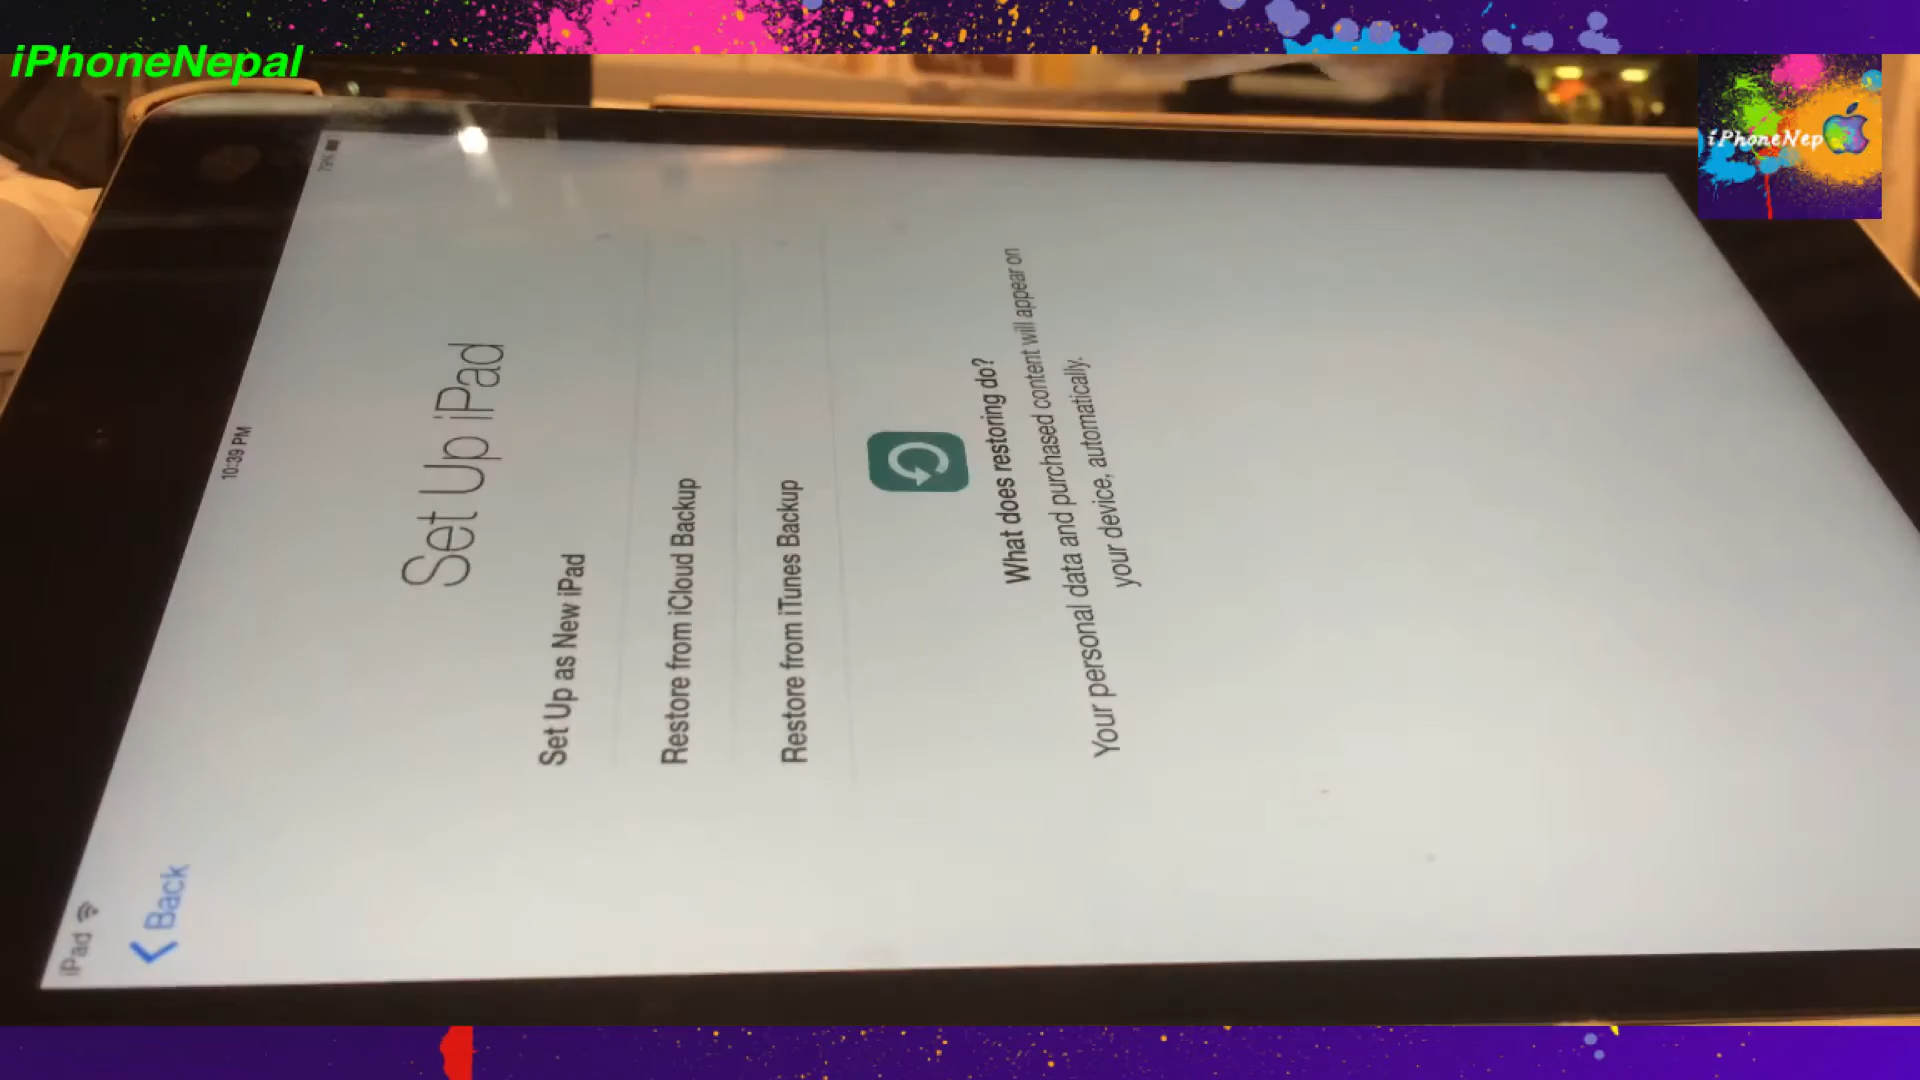 iPhoneNepal
iPhoneNep
iPad
10:39 PM
79%
Back
Set Up iPad
Set Up as New iPad
Restore from iCloud Backup
Restore from iTunes Backup
What does restoring do?
Your personal data and purchased content will appear on
your device, automatically.